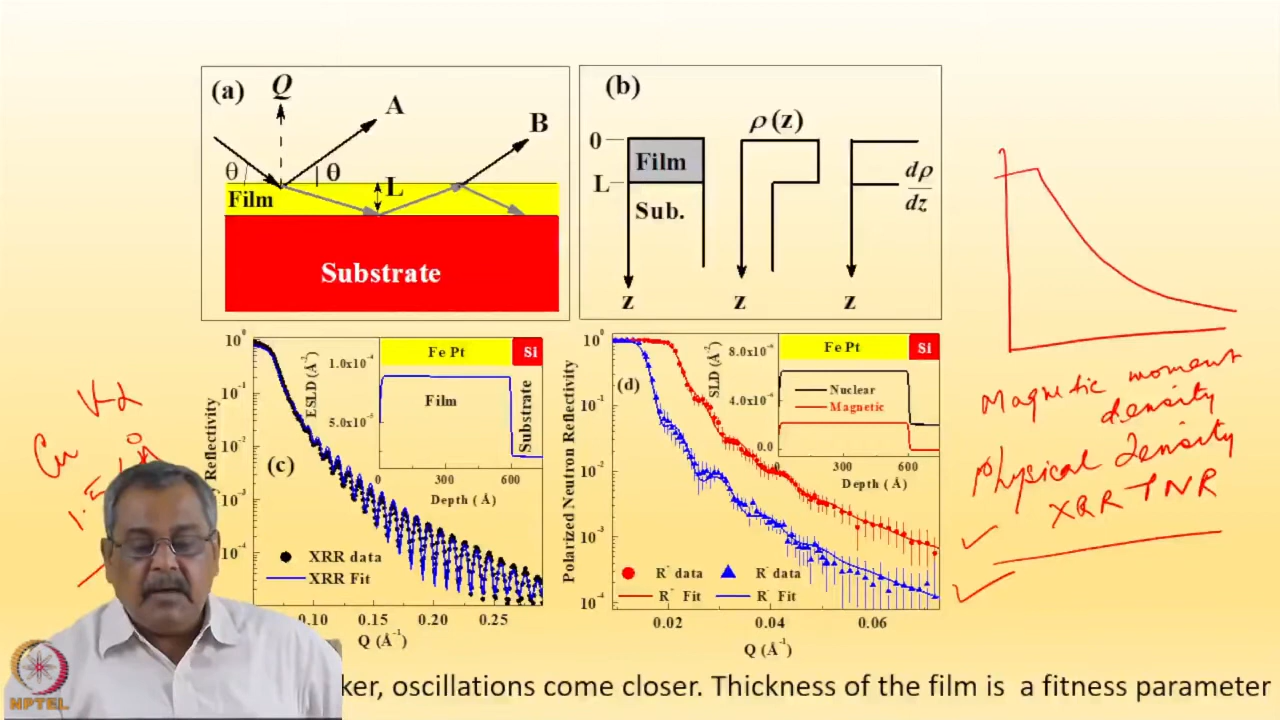 (a)
Q
A
B
θ
θ
L
Film
Substrate
(b)
0
L
Film
Sub.
z
ρ(z)
z
dρ
dz
z
10⁰
10⁻¹
10⁻²
10⁻³
10⁻⁴
Reflectivity
(c)
ESLD (Å⁻²)
1.0x10⁻⁴
5.0x10⁻⁵
Fe Pt
Si
Film
Substrate
0 300 600
Depth (Å)
XRR data
XRR Fit
0.10 0.15 0.20 0.25
Q (Å⁻¹)
Polarized Neutron Reflectivity
10⁰
10⁻¹
10⁻²
10⁻³
10⁻⁴
(d)
SLD (Å⁻²)
8.0x10⁻⁶
4.0x10⁻⁶
0.0
Fe Pt
Si
Nuclear
Magnetic
0 300 600
Depth (Å)
R⁻ data R⁻ data
R⁻ Fit R⁻ Fit
0.02 0.04 0.06
Q (Å⁻¹)
Magnetic moment
density
Physical density
XRR
Cu
NPTEL
ker, oscillations come closer. Thickness of the film is a fitness parameter